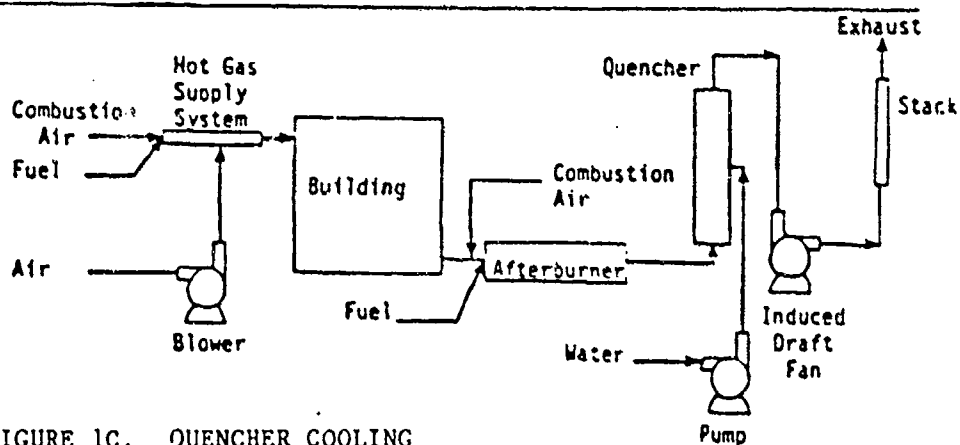 Exhaust
Hot Gas
Supply
System
Quencher
Stack
Combustion
Air
Fuel
Building
Combustion
Air
Air
Afterburner
Fuel
Blower
Water
Induced
Draft
Fan
Pump
IGURE 1C. QUENCHER COOLING